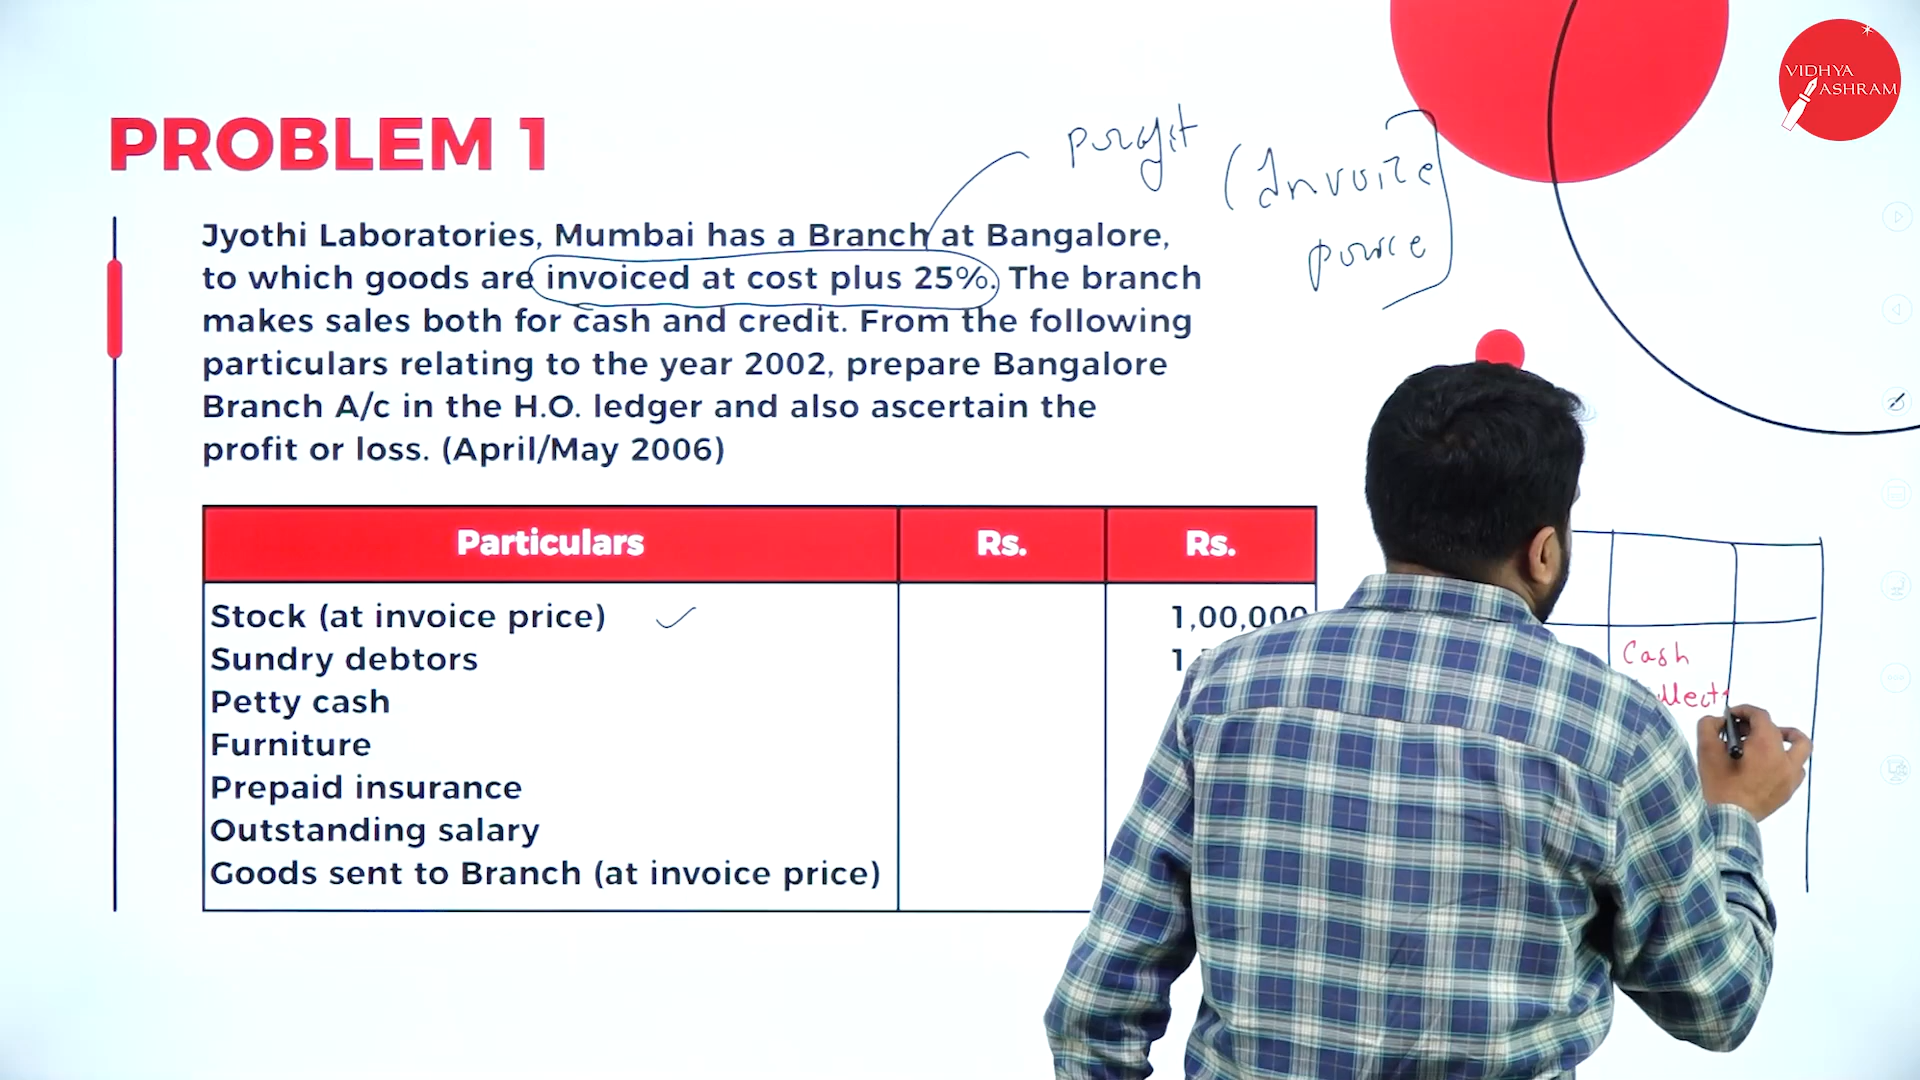 VIDHYA
ASHRAM
PROBLEM 1
profit
(Invoice
price
Jyothi Laboratories, Mumbai has a Branch at Bangalore,
to which goods are invoiced at cost plus 25%. The branch
makes sales both for cash and credit. From the following
particulars relating to the year 2002, prepare Bangalore
Branch A/c in the H.O. ledger and also ascertain the
profit or loss. (April/May 2006)
Particulars Rs. Rs.
Stock (at invoice price) 1,00,000
Sundry debtors
Petty cash
Furniture
Prepaid insurance
Outstanding salary
Goods sent to Branch (at invoice price)
Cash